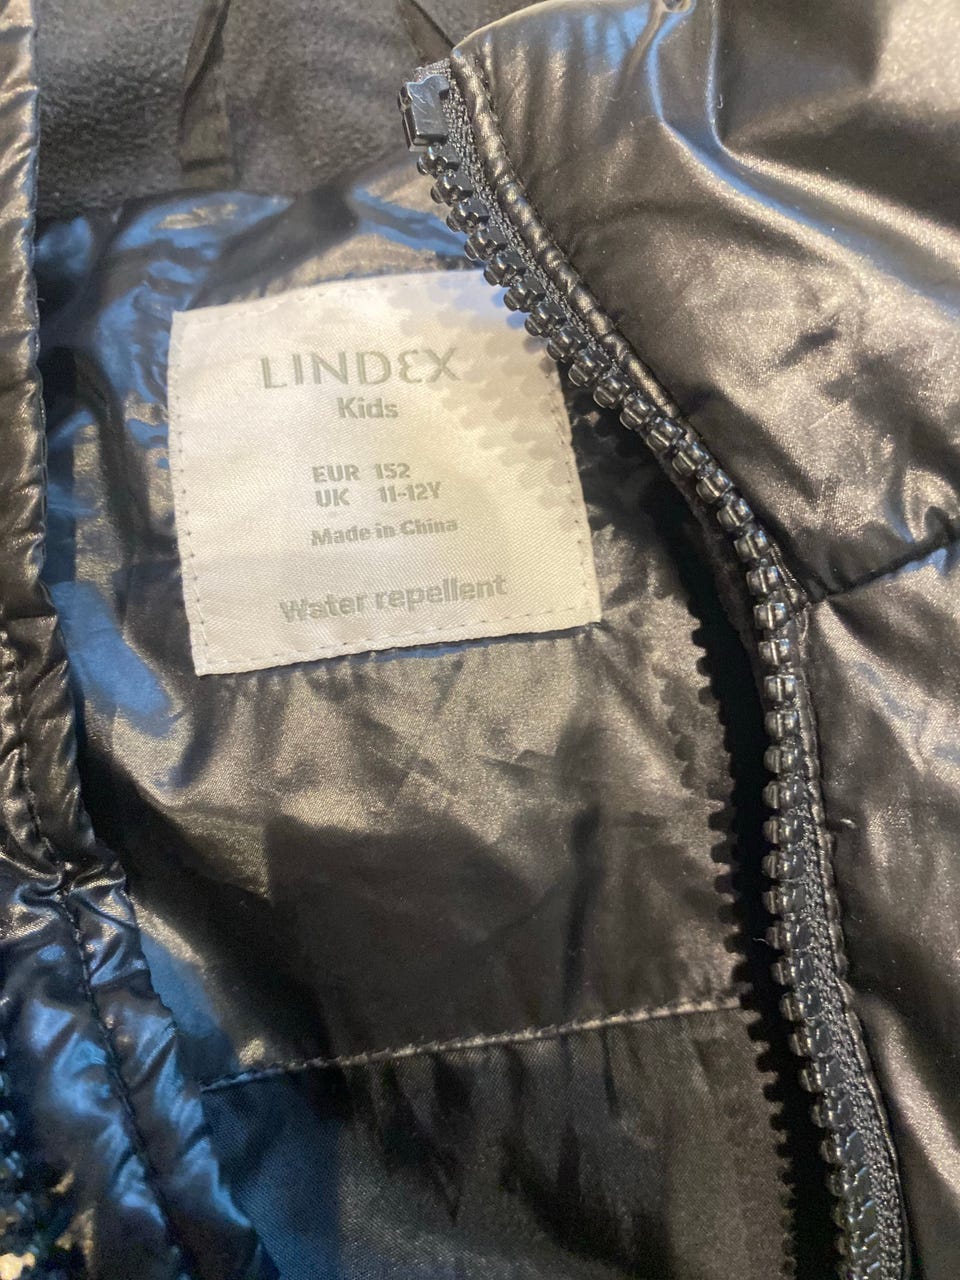 LINDEX
Kids
EUR 152
UK 11-12Y
Made in China
Water repellent